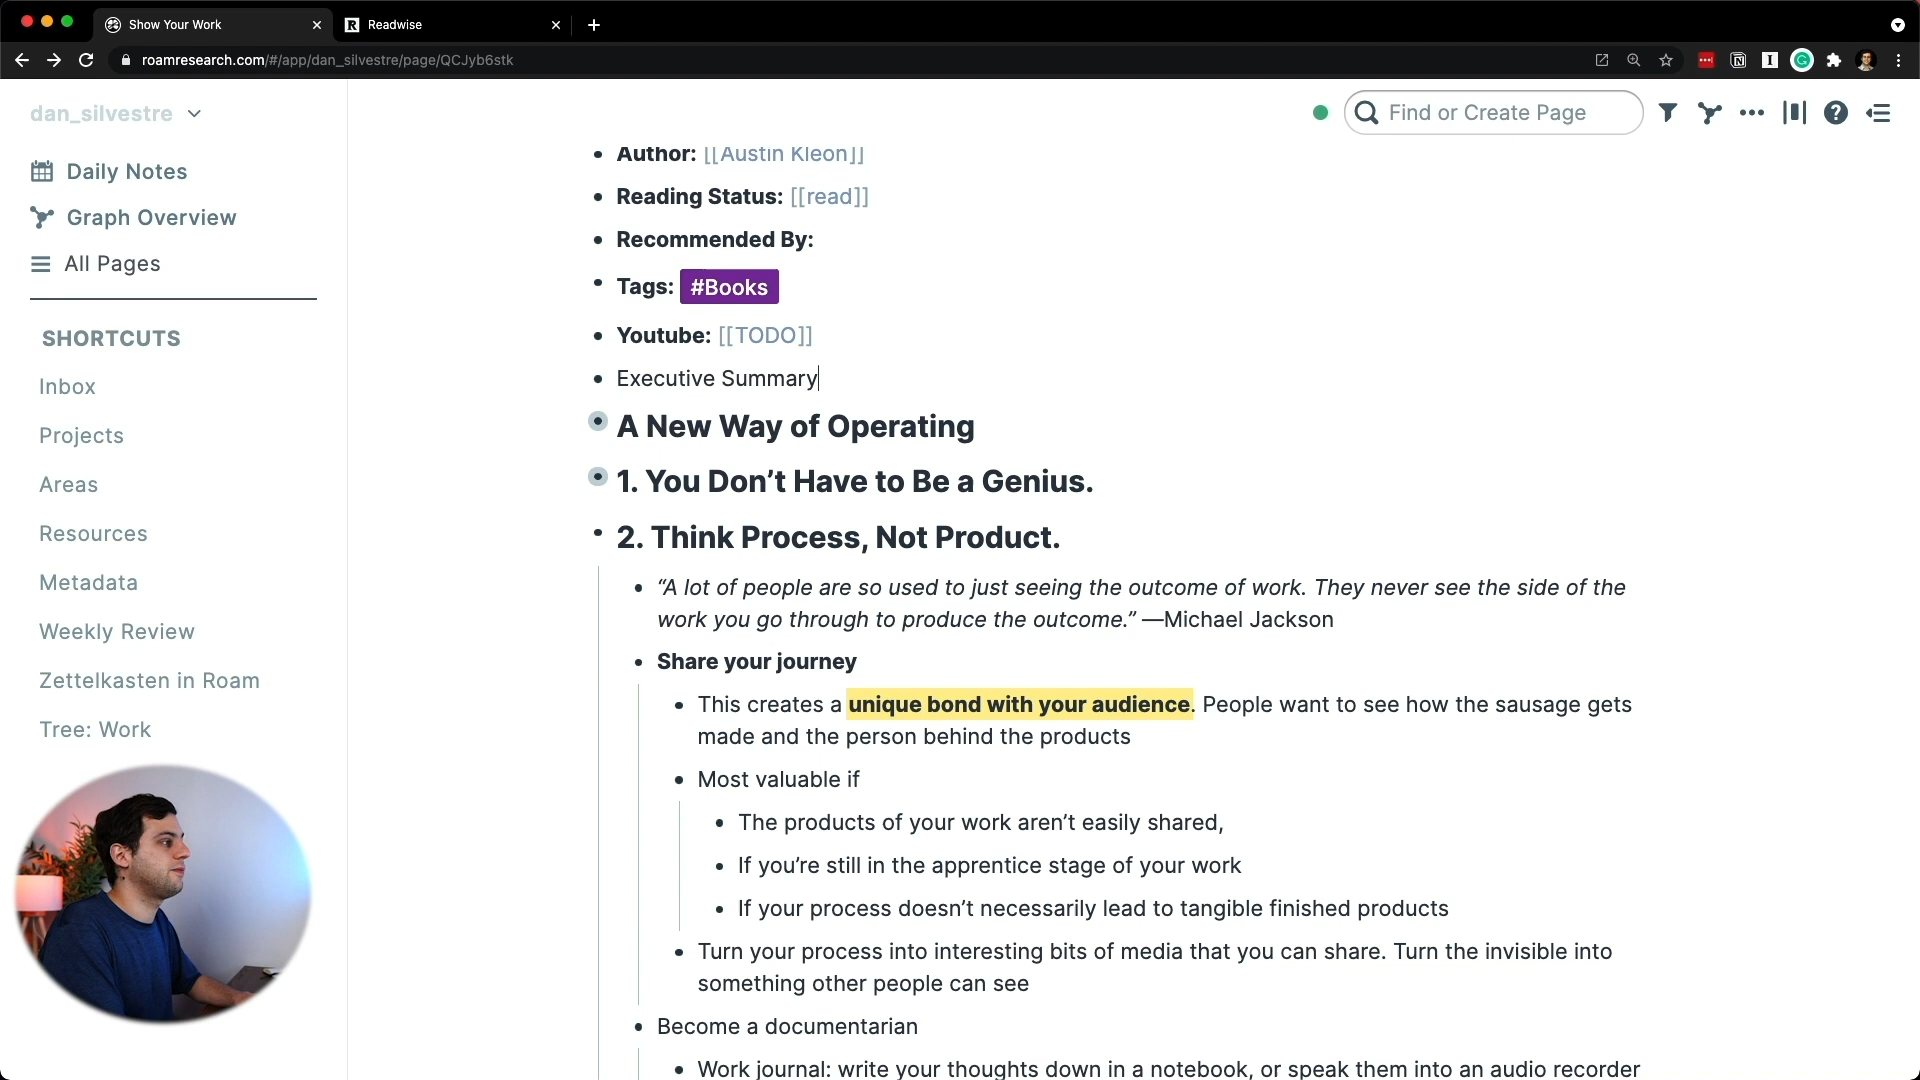 Show Your Work
R Readwise
roamresearch.com/#/app/dan_silvestre/page/QCJyb6stk
dan_silvestre
Find or Create Page
Daily Notes
Graph Overview
All Pages
SHORTCUTS
Inbox
Projects
Areas
Resources
Metadata
Weekly Review
Zettelkasten in Roam
Tree: Work
Author: [[Austin Kleon]]
Reading Status: [[read]]
Recommended By:
Tags: #Books
Youtube: [[TODO]]
Executive Summary
A New Way of Operating
1. You Don’t Have to Be a Genius.
2. Think Process, Not Product.
“A lot of people are so used to just seeing the outcome of work. They never see the side of the
work you go through to produce the outcome.” —Michael Jackson
Share your journey
This creates a unique bond with your audience. People want to see how the sausage gets
made and the person behind the products
Most valuable if
The products of your work aren’t easily shared,
If you’re still in the apprentice stage of your work
If your process doesn’t necessarily lead to tangible finished products
Turn your process into interesting bits of media that you can share. Turn the invisible into
something other people can see
Become a documentarian
Work journal: write your thoughts down in a notebook, or speak them into an audio recorder